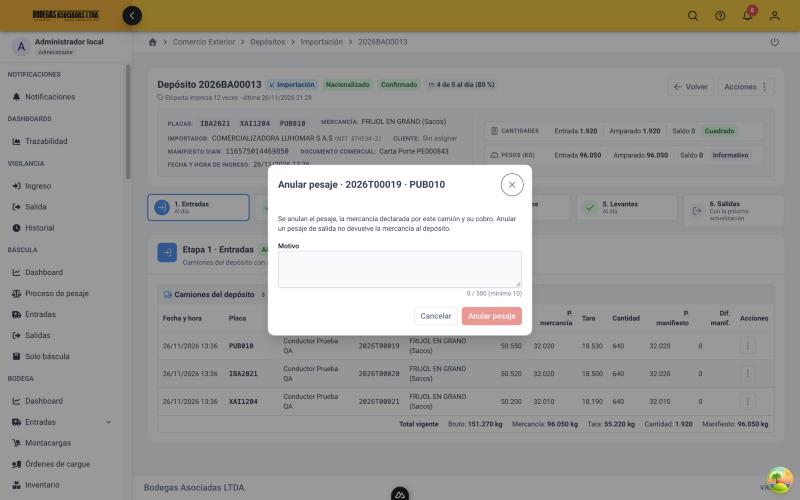 BODEGAS ASOCIADAS LTDA.
8
A
Administrador local
Administrador
Comercio Exterior > Depósitos > Importación > 2026BA00013
NOTIFICACIONES
Notificaciones
DASHBOARDS
Trazabilidad
VIGILANCIA
Ingreso
Salida
Historial
BÁSCULA
Dashboard
Proceso de pesaje
Entradas
Salidas
Solo báscula
BODEGA
Dashboard
Entradas
Montacargas
Órdenes de cargue
Inventario
Depósito 2026BA00013
Importación
Nacionalizado
Confirmado
4 de 5 al día (80 %)
Volver
Acciones
Etiqueta impresa 12 veces · última 26/11/2026 21:28
PLACAS: IBA2021 XAI1204 PUB010 MERCANCÍA: FRIJOL EN GRANO (Sacos)
IMPORTADOR: COMERCIALIZADORA LUHOMAR S.A.S (NIT 874534-2) CLIENTE: Sin asignar
MANIFIESTO DIAN: 116575014469850 DOCUMENTO COMERCIAL: Carta Porte PE000843
FECHA Y HORA DE INGRESO: 26/11/2026 13:36
CANTIDADES Entrada 1.920 Amparado 1.920 Saldo 0 Cuadrado
PESOS (KG) Entrada 96.050 Amparado 96.050 Saldo 0 Informativo
1. Entradas
Al día
5. Levantes
Al día
6. Salidas
Con la próxima
actualización
Etapa 1 · Entradas
Camiones del depósito con
Anular pesaje · 2026T00019 · PUB010
Se anulan el pesaje, la mercancía declarada por este camión y su cobro. Anular
un pesaje de salida no devuelve la mercancía al depósito.
Motivo
0 / 500 (mínimo 10)
Cancelar
Anular pesaje
Camiones del depósito
Fecha y hora Placa P. mercancía Tara Cantidad P. manifiesto Dif. manif. Acciones
26/11/2026 13:36 PUB010 Conductor Prueba QA 2026T00019 FRIJOL EN GRANO (Sacos) 50.550 32.020 18.530 640 32.020 0
26/11/2026 13:36 IBA2021 Conductor Prueba QA 2026T00020 FRIJOL EN GRANO (Sacos) 50.520 32.020 18.500 640 32.020 0
26/11/2026 13:36 XAI1204 Conductor Prueba QA 2026T00021 FRIJOL EN GRANO (Sacos) 50.200 32.010 18.190 640 32.010 0
Total vigente Bruto: 151.270 kg Mercancía: 96.050 kg Tara: 55.220 kg Cantidad: 1.920 Manifiesto: 96.050 kg
Bodegas Asociadas LTDA.